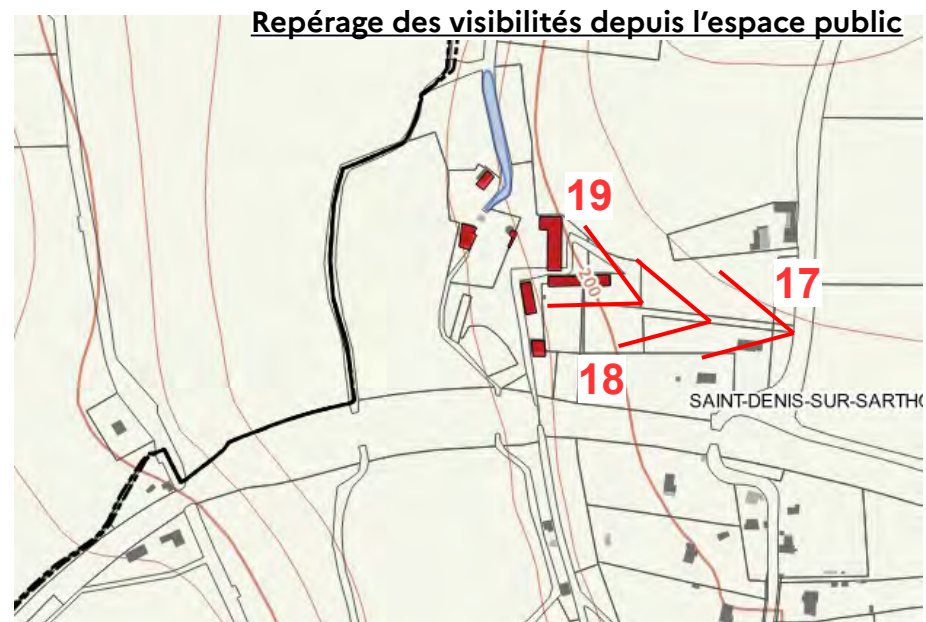 Repérage des visibilités depuis l'espace public
19
17
200
18
SAINT-DENIS-SUR-SARTHO